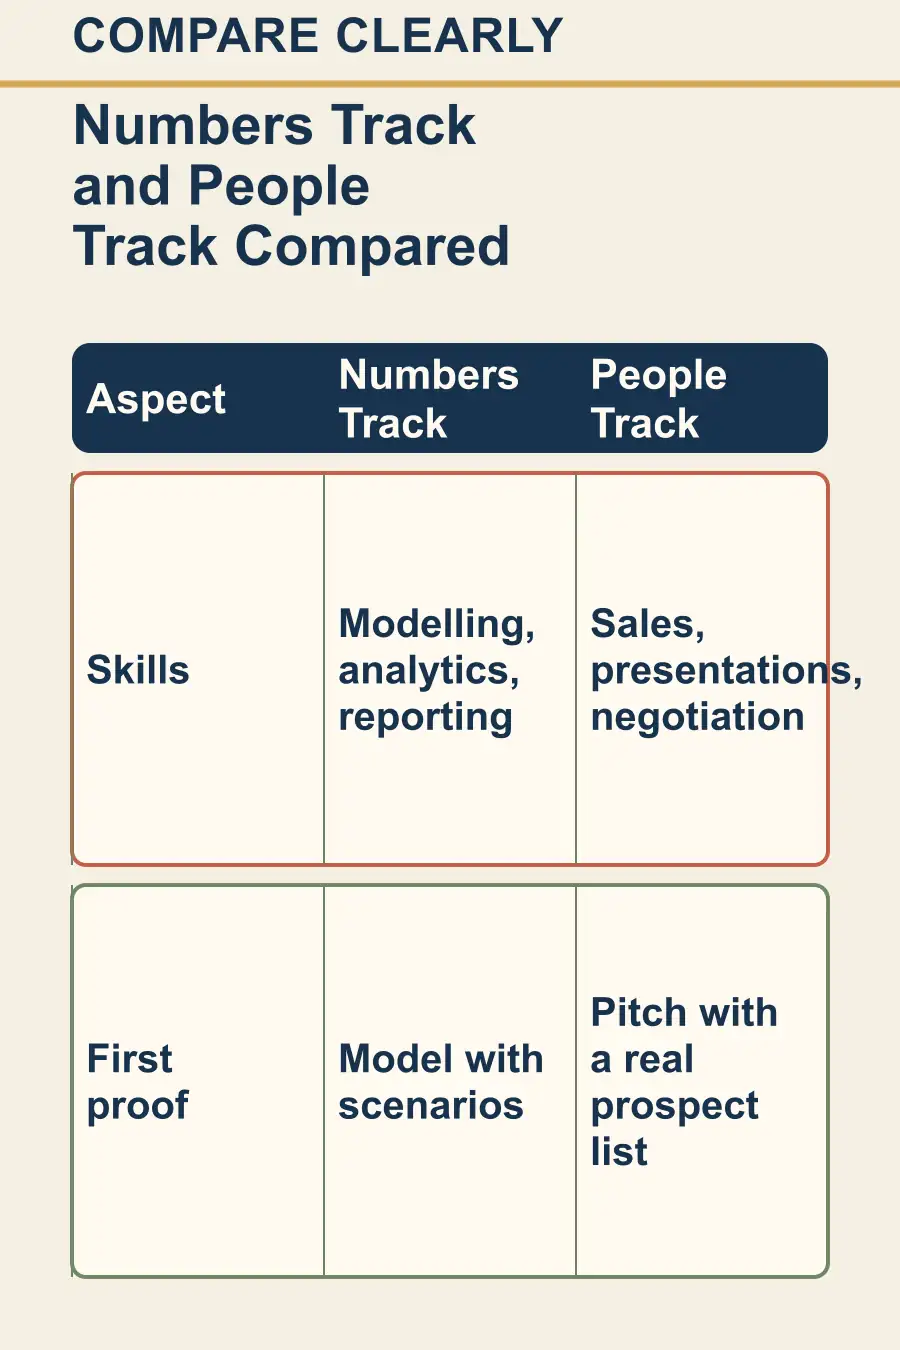 COMPARE CLEARLY
Numbers Track
and People
Track Compared
Aspect
Numbers
Track
People
Track
Skills
Modelling,
analytics,
reporting
Sales,
presentations,
negotiation
First
proof
Model with
scenarios
Pitch with
a real
prospect
list